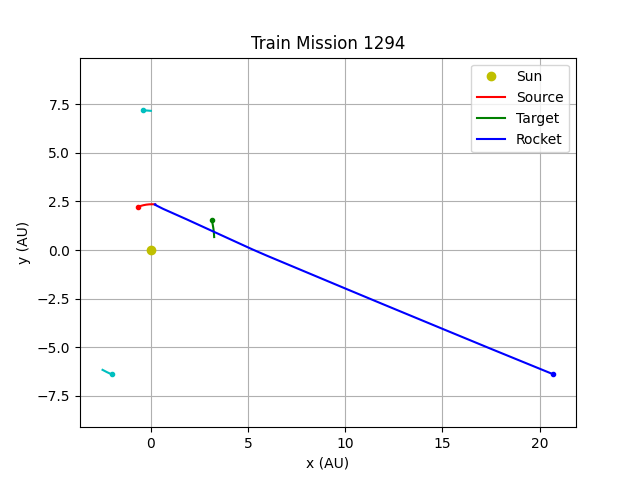 Train Mission 1294
Sun
Source
Target
Rocket
7.5
5.0
2.5
0.0
−2.5
−5.0
−7.5
y (AU)
0
5
10
15
20
x (AU)